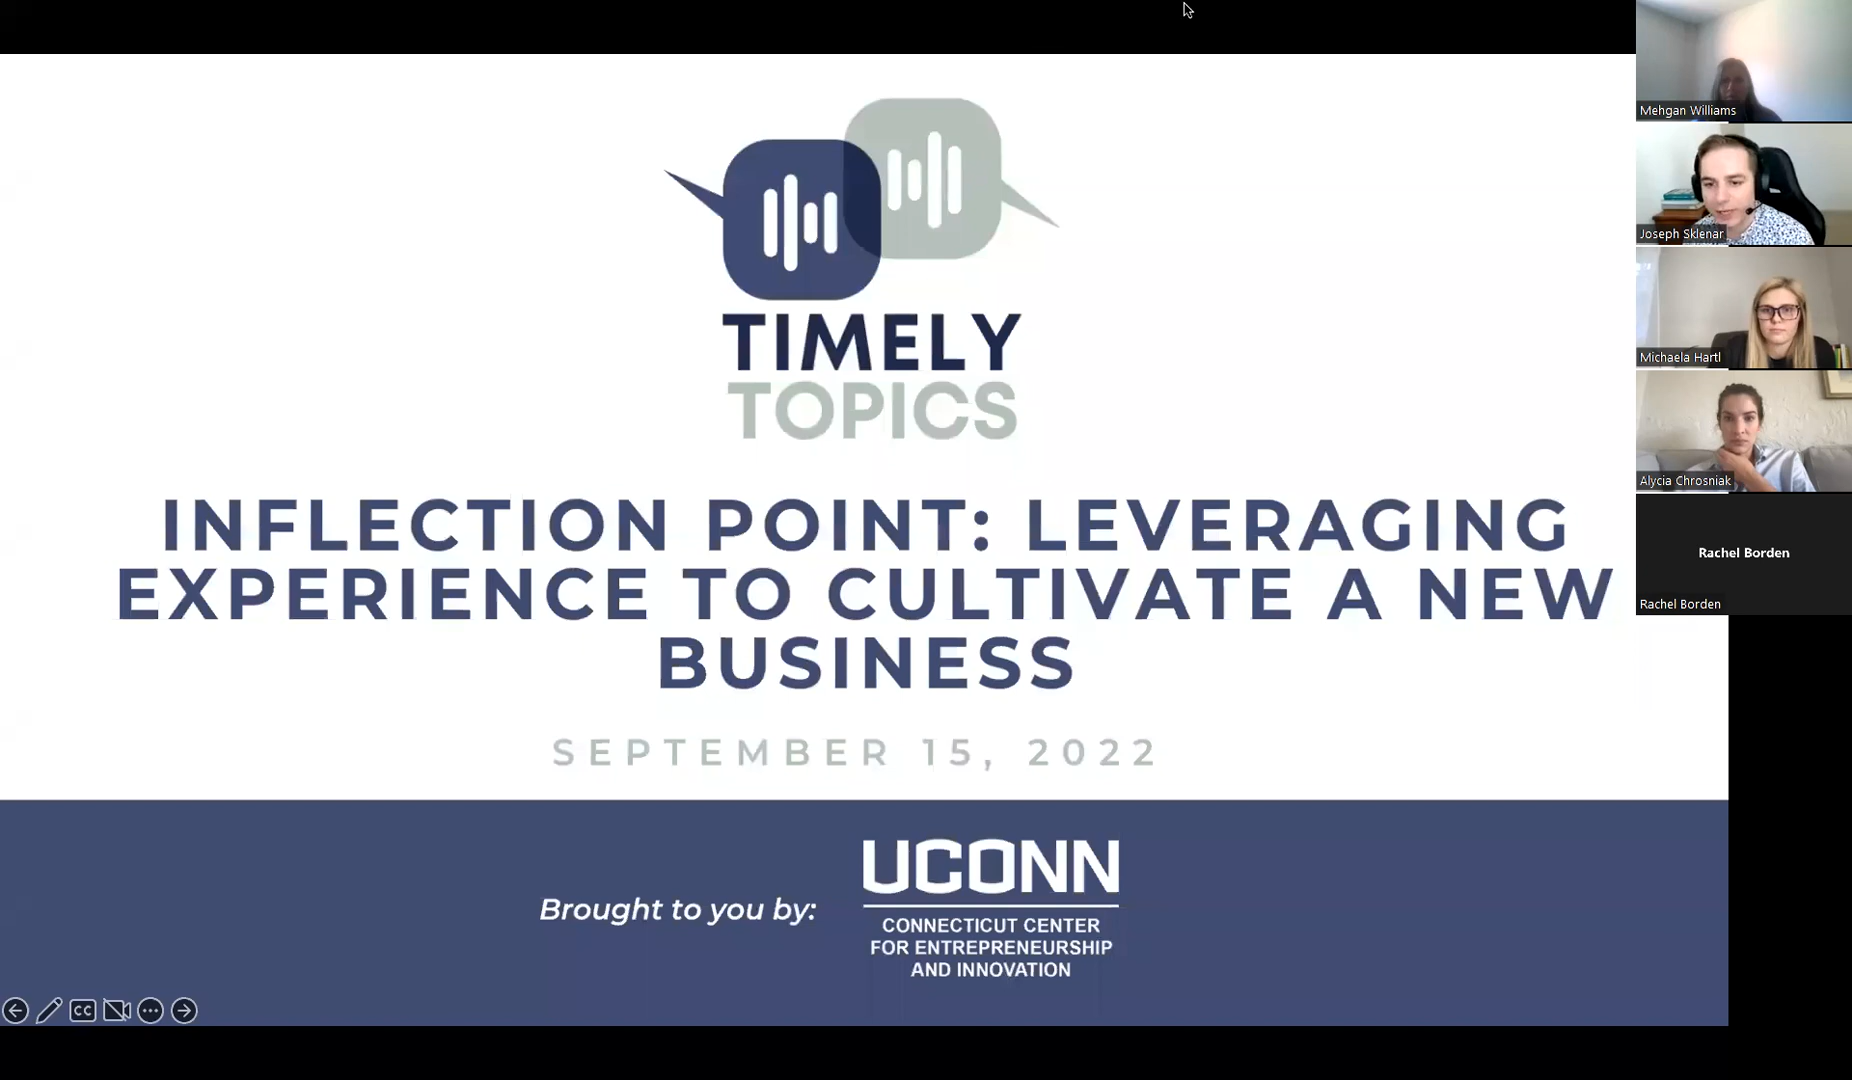 TIMELY
TOPICS
INFLECTION POINT: LEVERAGING
EXPERIENCE TO CULTIVATE A NEW
BUSINESS
SEPTEMBER 15, 2022
Brought to you by:
UCONN
CONNECTICUT CENTER
FOR ENTREPRENEURSHIP
AND INNOVATION
CC
Mehgan Williams
Joseph Sklenar
Michaela Hartl
Alycia Chrosniak
Rachel Borden
Rachel Borden